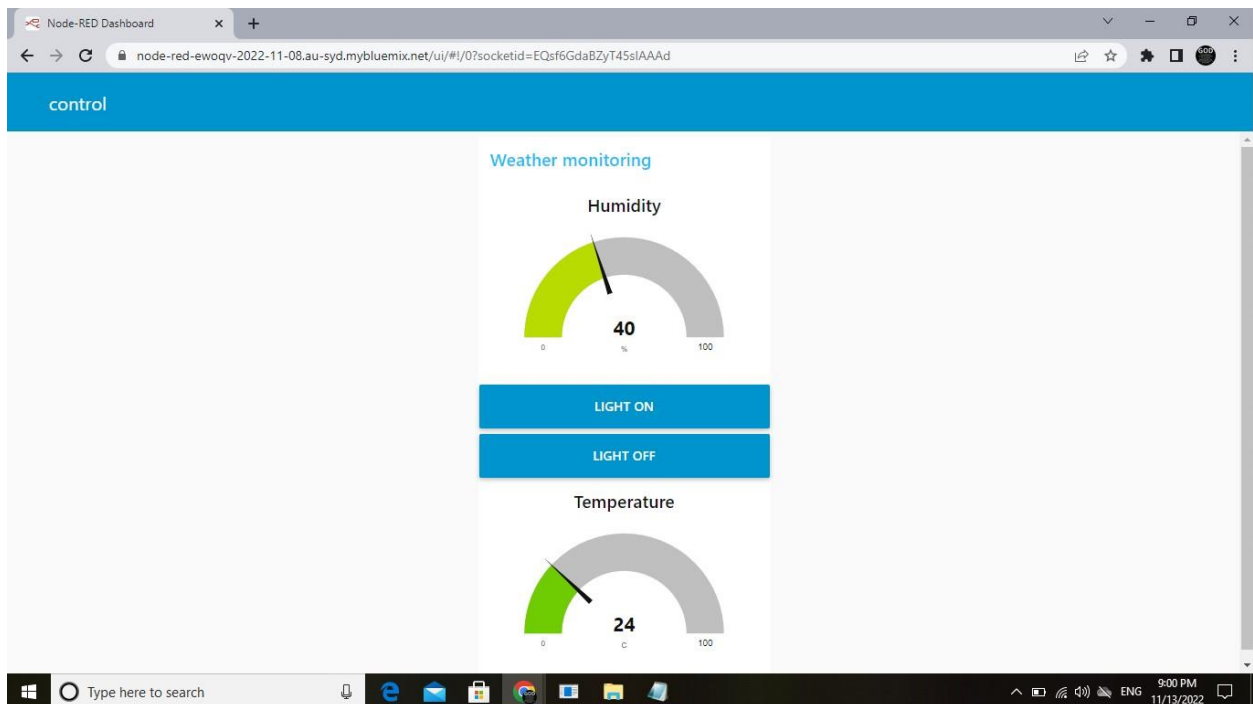 Node-RED Dashboard
node-red-ewoqv-2022-11-08.au-syd.mybluemix.net/ui/#!/0?socketid=EQsf6GdaBZyT45sIAAAd
GOD
control
Weather monitoring
Humidity
40
0 % 100
LIGHT ON
LIGHT OFF
Temperature
24
0 C 100
Type here to search
ENG
9:00 PM
11/13/2022